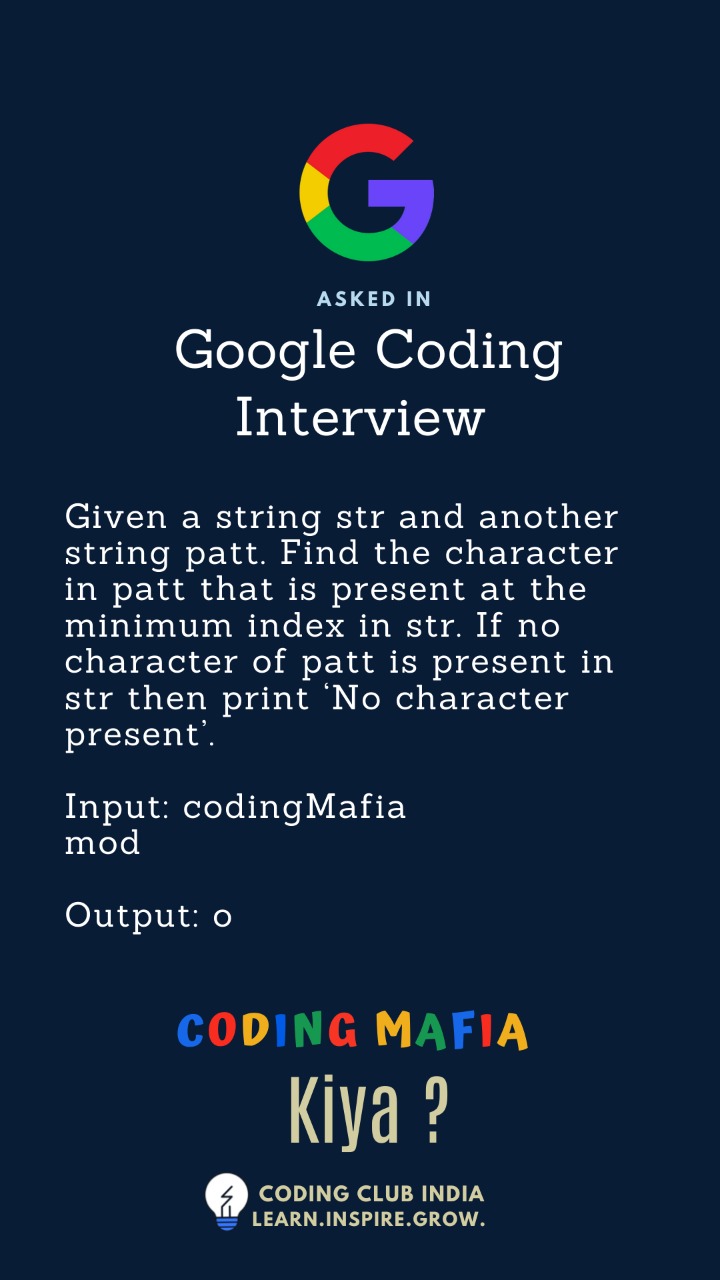 ASKED IN
Google Coding
Interview
Given a string str and another
string patt. Find the character
in patt that is present at the
minimum index in str. If no
character of patt is present in
str then print ‘No character
present’.
Input: codingMafia
mod
Output: o
CODING MAFIA
Kiya ?
CODING CLUB INDIA
LEARN.INSPIRE.GROW.